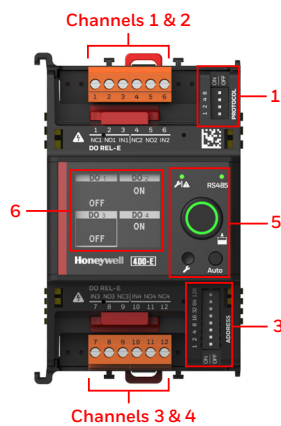 Channels 1 & 2
1 2 3 4 5 6
1 2 4 8
ON
OFF
PROTOCOL
1
1 2 3 4 5 6
NC1 NO1 IN1 NC2 NO2 IN2
DO REL-E
DO 1 DO 2
ON
OFF
DO 3 DO 4
ON
OFF
6
RS485
5
Honeywell 4DO-E
Auto
DO REL-E
IN3 NO3 NC3 IN4 NO4 NC4
7 8 9 10 11 12
1 2 4 8 16 32 64 128
ON
OFF
ADDRESS
3
7 8 9 10 11 12
Channels 3 & 4